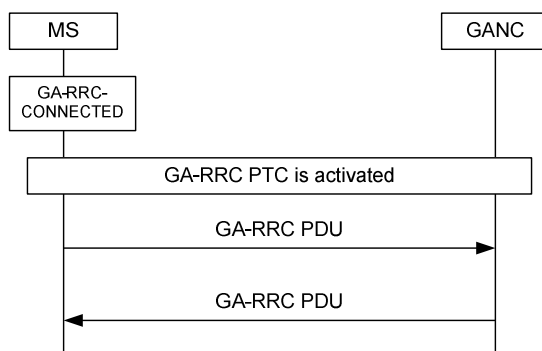 MS
GANC
GA-RRC-
CONNECTED
GA-RRC PTC is activated
GA-RRC PDU
GA-RRC PDU